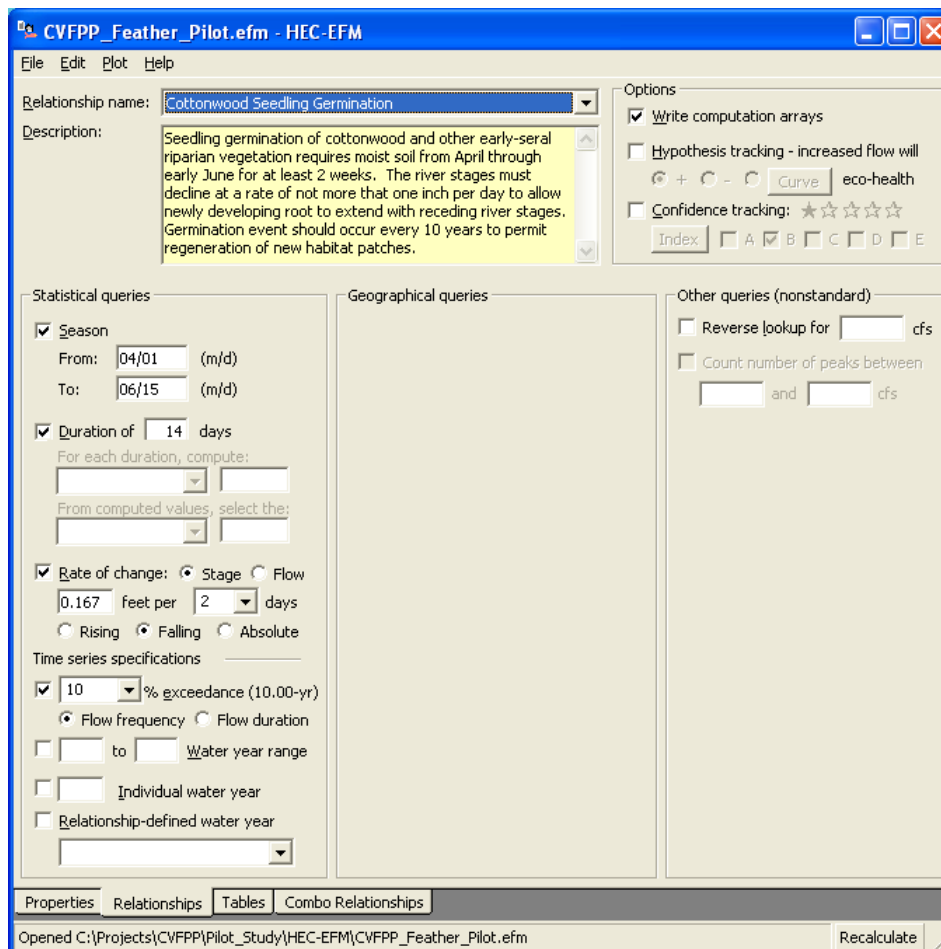 CVFPP_Feather_Pilot.efm - HEC-EFM
File Edit Plot Help
Relationship name: Cottonwood Seedling Germination
Description:
Seedling germination of cottonwood and other early-seral
riparian vegetation requires moist soil from April through
early June for at least 2 weeks. The river stages must
decline at a rate of not more that one inch per day to allow
newly developing root to extend with receding river stages.
Germination event should occur every 10 years to permit
regeneration of new habitat patches.
Options
Write computation arrays
Hypothesis tracking - increased flow will
+ - Curve eco-health
Confidence tracking:
Index A B C D E
Statistical queries
Season
From: 04/01 (m/d)
To: 06/15 (m/d)
Duration of 14 days
For each duration, compute:
From computed values, select the:
Rate of change: Stage Flow
0.167 feet per 2 days
Rising Falling Absolute
Time series specifications
10 % exceedance (10.00-yr)
Flow frequency Flow duration
to Water year range
Individual water year
Relationship-defined water year
Geographical queries
Other queries (nonstandard)
Reverse lookup for cfs
Count number of peaks between
and cfs
Properties Relationships Tables Combo Relationships
Opened C:\Projects\CVFPP\Pilot_Study\HEC-EFM\CVFPP_Feather_Pilot.efm Recalculate